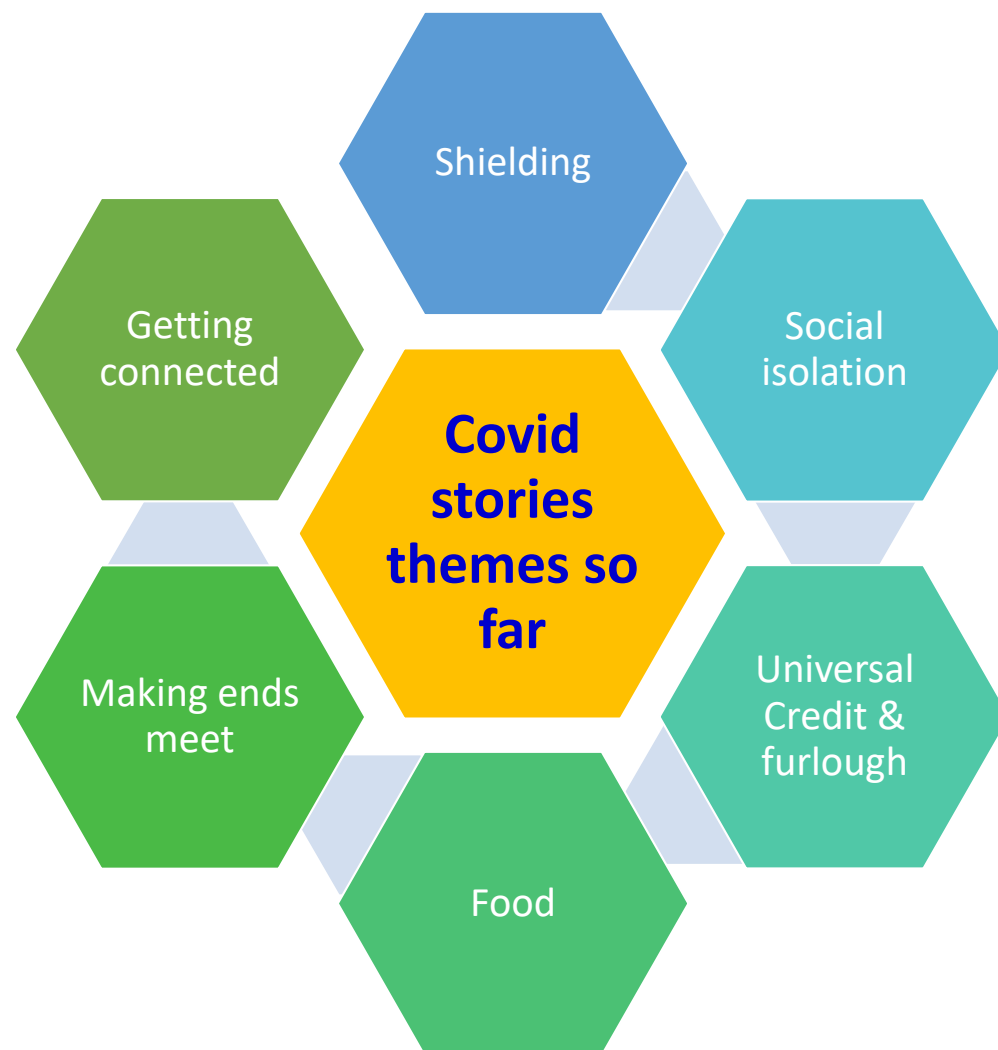 Shielding
Social
isolation
Universal
Credit &
furlough
Food
Making ends
meet
Getting
connected
Covid
stories
themes so
far